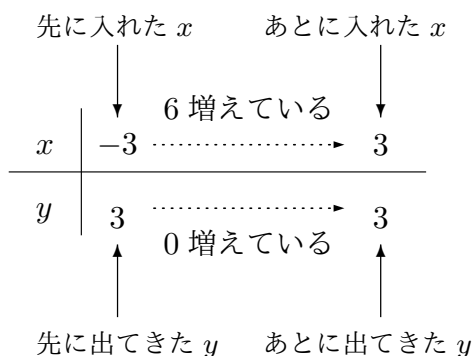 先に入れた x あとに入れた x
6 増えている
x −3 3
y 3 3
0 増えている
先に出てきた y あとに出てきた y